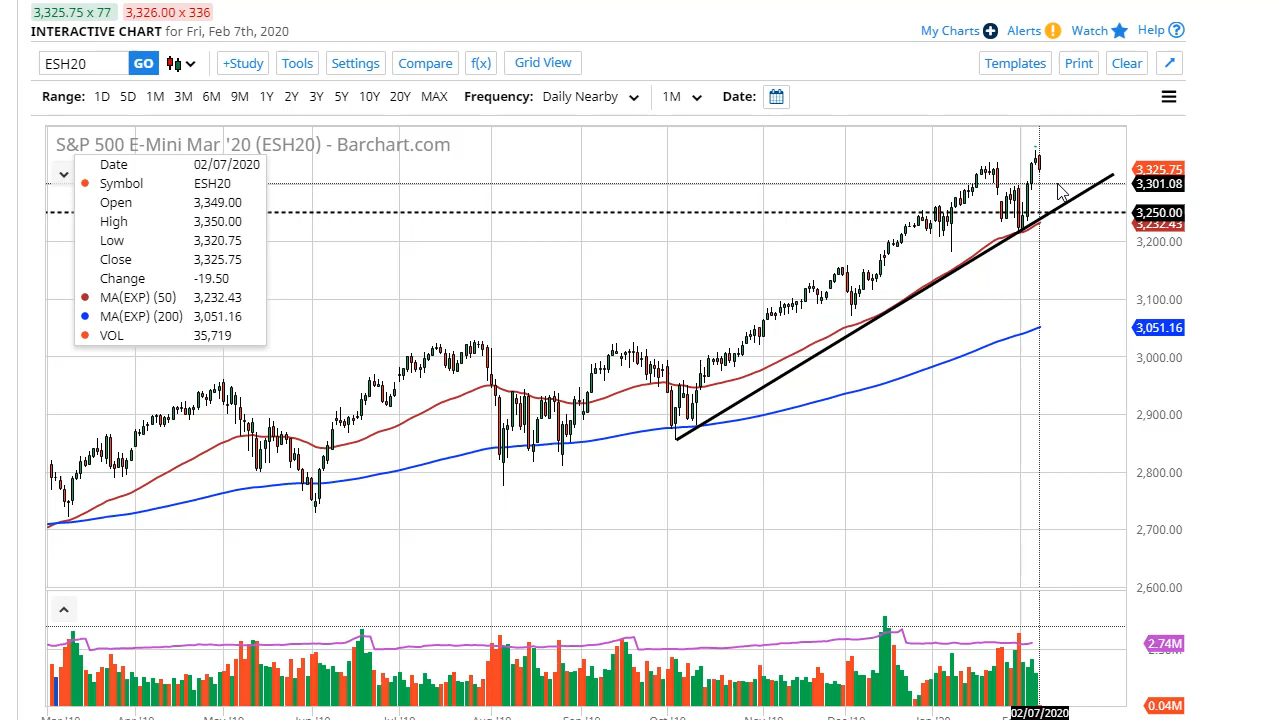 3,325.75 x 77 3,326.00 x 336
INTERACTIVE CHART for Fri, Feb 7th, 2020
My Charts Alerts Watch Help
ESH20 GO +Study Tools Settings Compare f(x) Grid View Templates Print Clear
Range: 1D 5D 1M 3M 6M 9M 1Y 2Y 3Y 5Y 10Y 20Y MAX Frequency: Daily Nearby 1M Date:
S&P 500 E-Mini Mar '20 (ESH20) - Barchart.com
Date 02/07/2020
Symbol ESH20
Open 3,349.00
High 3,350.00
Low 3,320.75
Close 3,325.75
Change -19.50
MA(EXP) (50) 3,232.43
MA(EXP) (200) 3,051.16
VOL 35,719
3,325.75
3,301.08
3,250.00
3,232.43
3,200.00
3,100.00
3,051.16
3,000.00
2,900.00
2,800.00
2,700.00
2,600.00
2.74M
0.04M
02/07/2020